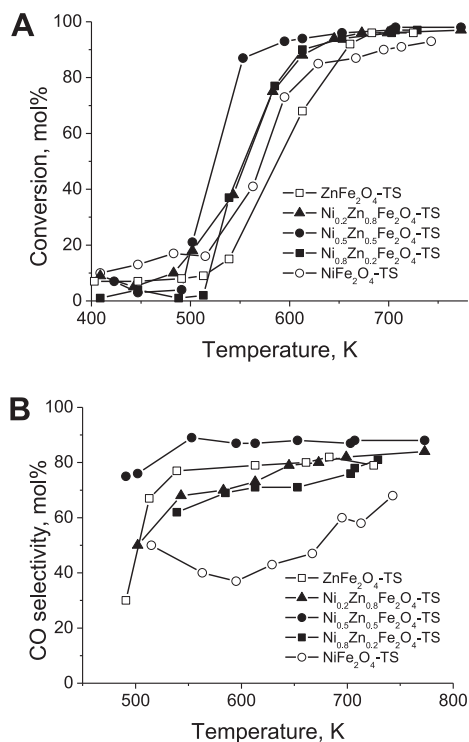 A
100
80
60
40
20
0
Conversion, mol%
ZnFe₂O₄-TS
Ni₀.₂Zn₀.₈Fe₂O₄-TS
Ni₀.₅Zn₀.₅Fe₂O₄-TS
Ni₀.₈Zn₀.₂Fe₂O₄-TS
NiFe₂O₄-TS
400 500 600 700
Temperature, K
B
100
80
60
40
20
0
CO selectivity, mol%
ZnFe₂O₄-TS
Ni₀.₂Zn₀.₈Fe₂O₄-TS
Ni₀.₅Zn₀.₅Fe₂O₄-TS
Ni₀.₈Zn₀.₂Fe₂O₄-TS
NiFe₂O₄-TS
500 600 700 800
Temperature, K